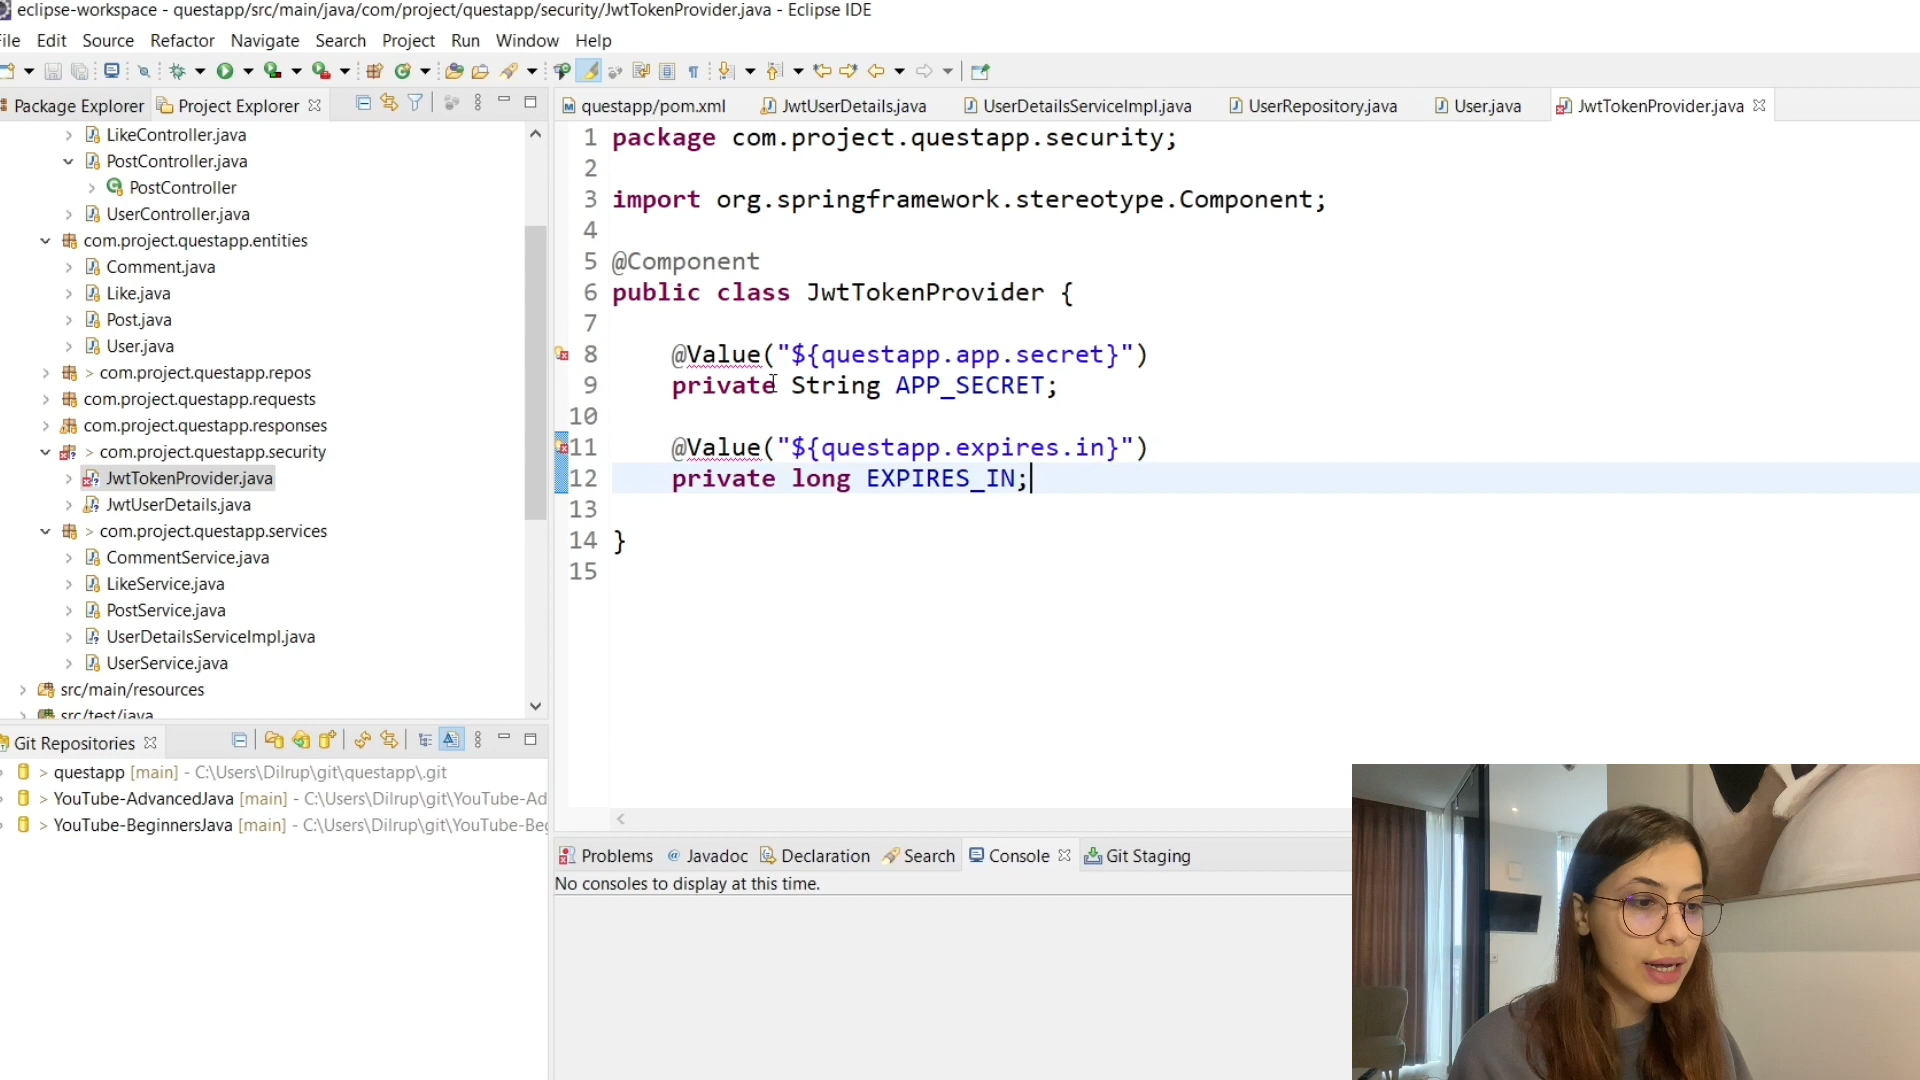 eclipse-workspace - questapp/src/main/java/com/project/questapp/security/JwtTokenProvider.java - Eclipse IDE
File Edit Source Refactor Navigate Search Project Run Window Help
Package Explorer Project Explorer
LikeController.java
PostController.java
PostController
UserController.java
com.project.questapp.entities
Comment.java
Like.java
Post.java
User.java
> com.project.questapp.repos
com.project.questapp.requests
com.project.questapp.responses
> com.project.questapp.security
JwtTokenProvider.java
JwtUserDetails.java
> com.project.questapp.services
CommentService.java
LikeService.java
PostService.java
UserDetailsServiceImpl.java
UserService.java
src/main/resources
src/test/java
Git Repositories
> questapp [main] - C:\Users\Dilrup\git\questapp\.git
> YouTube-AdvancedJava [main] - C:\Users\Dilrup\git\YouTube-Ad
> YouTube-BeginnersJava [main] - C:\Users\Dilrup\git\YouTube-Beg
questapp/pom.xml JwtUserDetails.java UserDetailsServiceImpl.java UserRepository.java User.java JwtTokenProvider.java
1 package com.project.questapp.security;
2
3 import org.springframework.stereotype.Component;
4
5 @Component
6 public class JwtTokenProvider {
7
8 @Value("${questapp.app.secret}")
9 private String APP_SECRET;
10
11 @Value("${questapp.expires.in}")
12 private long EXPIRES_IN;
13
14 }
15
Problems Javadoc Declaration Search Console Git Staging
No consoles to display at this time.